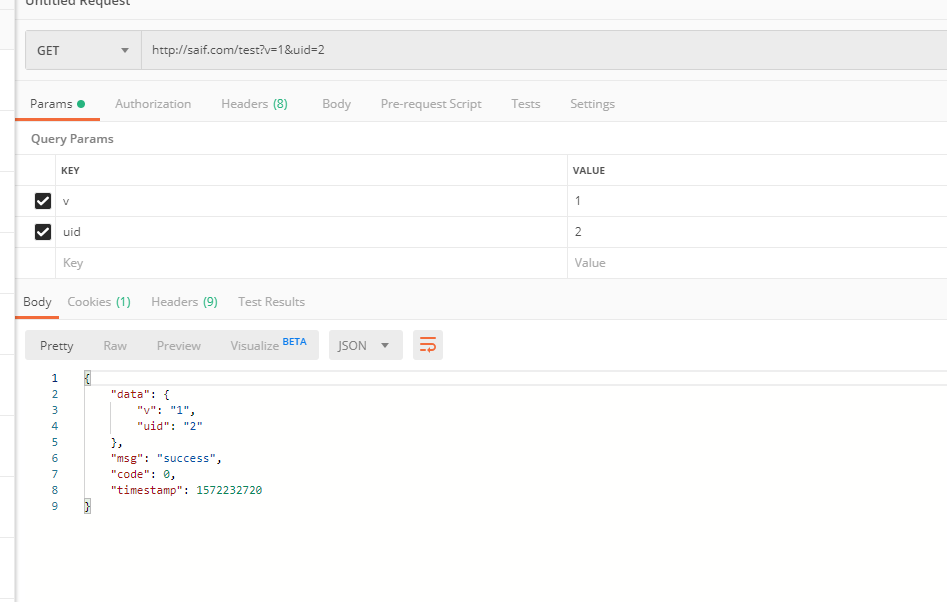 Untitled Request
GET http://saif.com/test?v=1&uid=2
Params Authorization Headers (8) Body Pre-request Script Tests Settings
Query Params
KEY VALUE
v 1
uid 2
Key Value
Body Cookies (1) Headers (9) Test Results
Pretty Raw Preview Visualize BETA JSON
1 {
2 "data": {
3 "v": "1",
4 "uid": "2"
5 },
6 "msg": "success",
7 "code": 0,
8 "timestamp": 1572232720
9 }